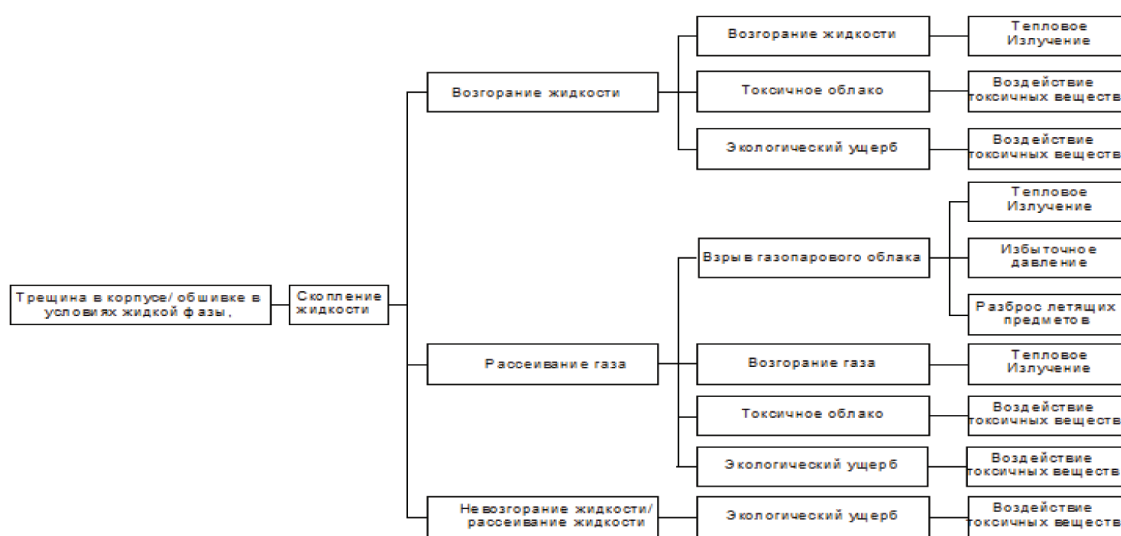 Трещина в корпусе/ обшивке в
условиях жидкой фазы,
Скопление
жидкости
Возгорание жидкости
Возгорание жидкости
Тепловое
Излучение
Токсичное облако
Воздействие
токсичных веществ
Экологический ущерб
Воздействие
токсичных веществ
Рассеивание газа
Взрыв газопарового облака
Тепловое
Излучение
Избыточное
давление
Разброс летящих
предметов
Возгорание газа
Тепловое
Излучение
Токсичное облако
Воздействие
токсичных веществ
Экологический ущерб
Воздействие
токсичных веществ
Невозгорание жидкости/
рассеивание жидкости
Экологический ущерб
Воздействие
токсичных веществ